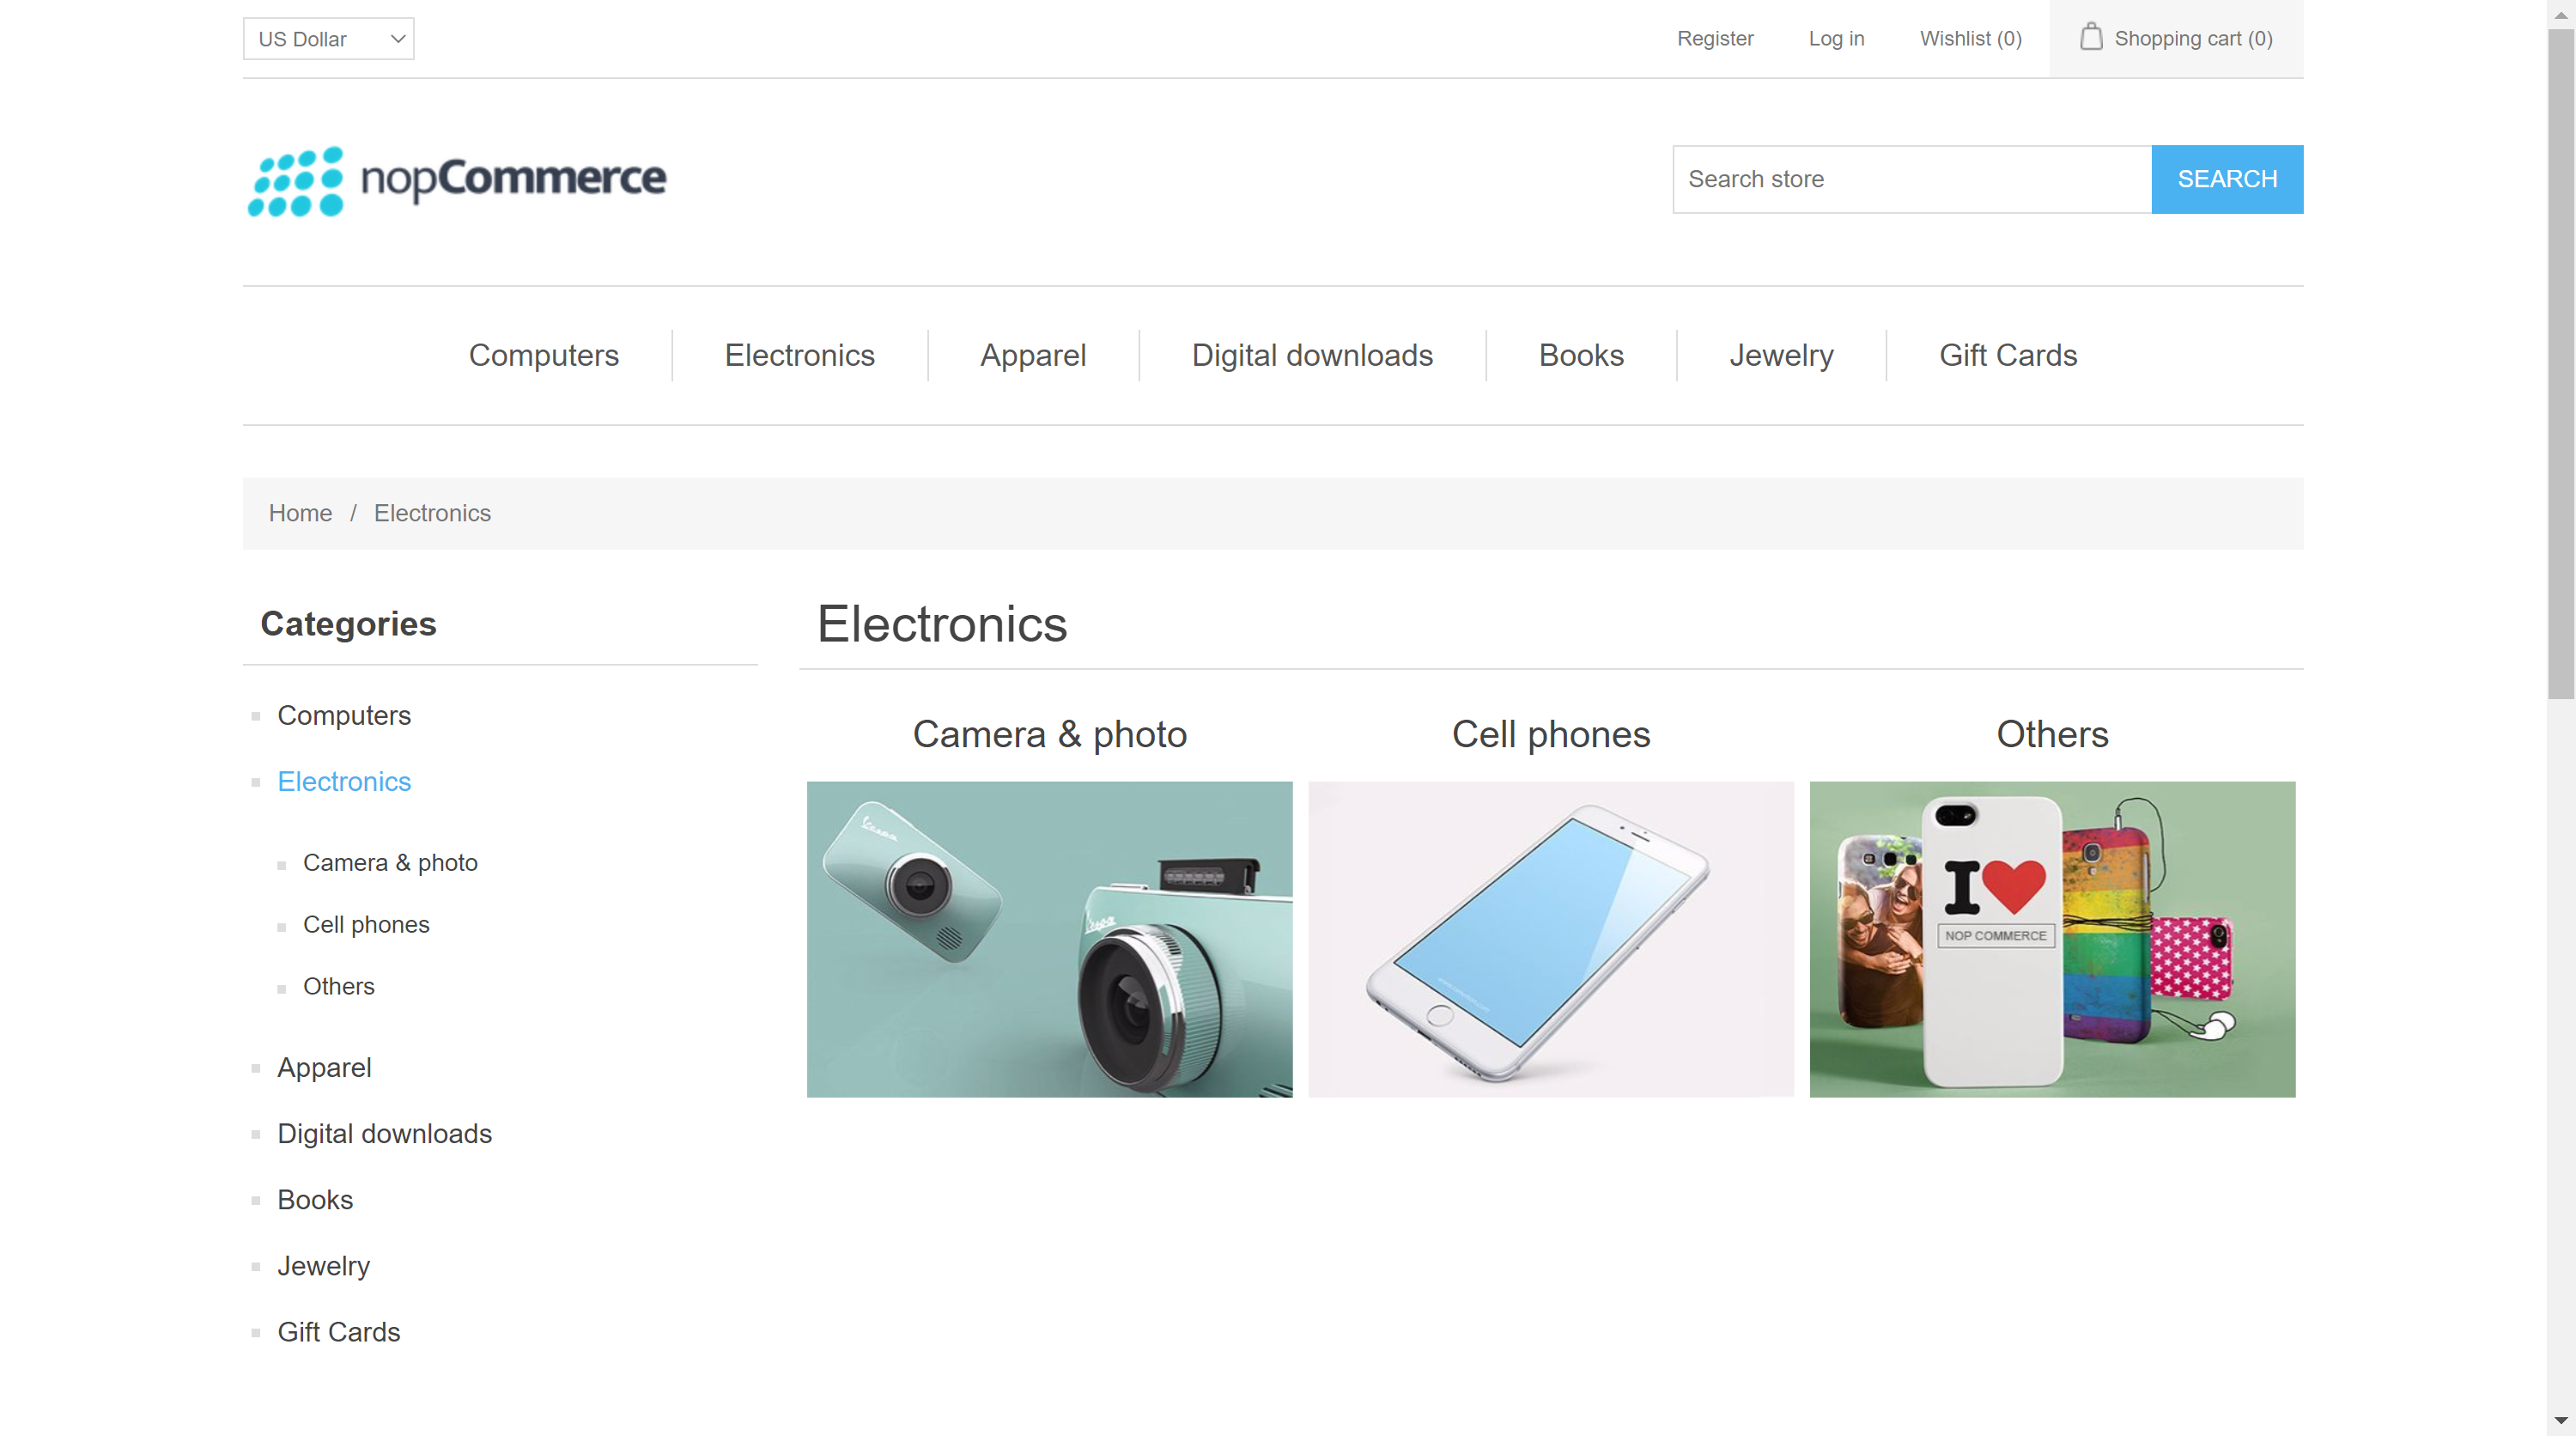 US Dollar
Register
Log in
Wishlist (0)
Shopping cart (0)
nopCommerce
Search store
SEARCH
Computers
Electronics
Apparel
Digital downloads
Books
Jewelry
Gift Cards
Home / Electronics
Categories
Computers
Electronics
Camera & photo
Cell phones
Others
Apparel
Digital downloads
Books
Jewelry
Gift Cards
Electronics
Camera & photo
Cell phones
Others
Vespa
Vespa
I
NOP COMMERCE